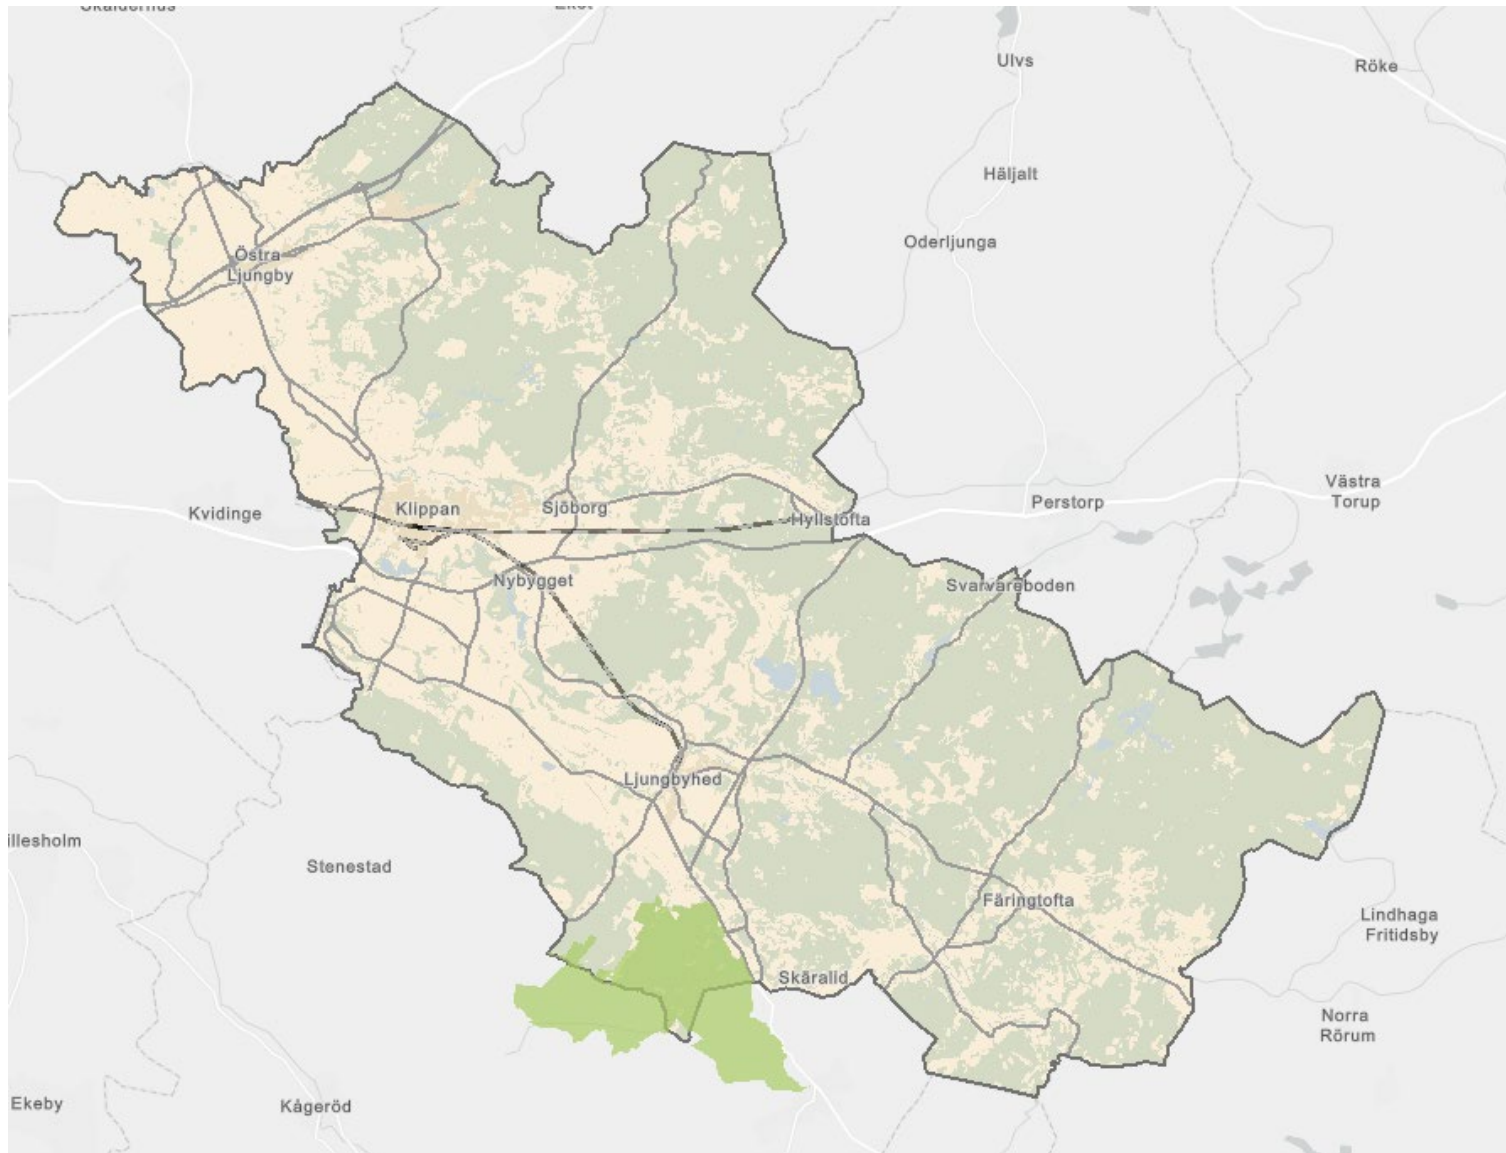 Ulvs
Röke
Häljalt
Oderljunga
Östra
Ljungby
Västra
Torup
Perstorp
Kvidinge
Klippan
Sjöborg
Hyllstofta
Nybygget
Svarvareboden
Ljungbyhed
illesholm
Stenestad
Färingtofta
Lindhaga
Fritidsby
Skäralid
Norra
Rörum
Ekeby
Kågeröd